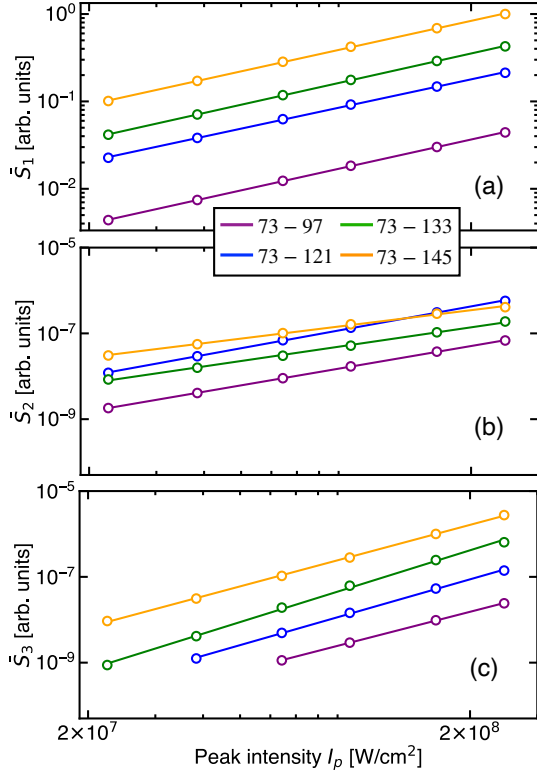 10⁰
10⁻¹
10⁻²
S̄₁ [arb. units]
(a)
73 − 97
73 − 133
73 − 121
73 − 145
10⁻⁵
10⁻⁷
10⁻⁹
S̄₂ [arb. units]
(b)
10⁻⁵
10⁻⁷
10⁻⁹
S̄₃ [arb. units]
(c)
2×10⁷
2×10⁸
Peak intensity Iₚ [W/cm²]